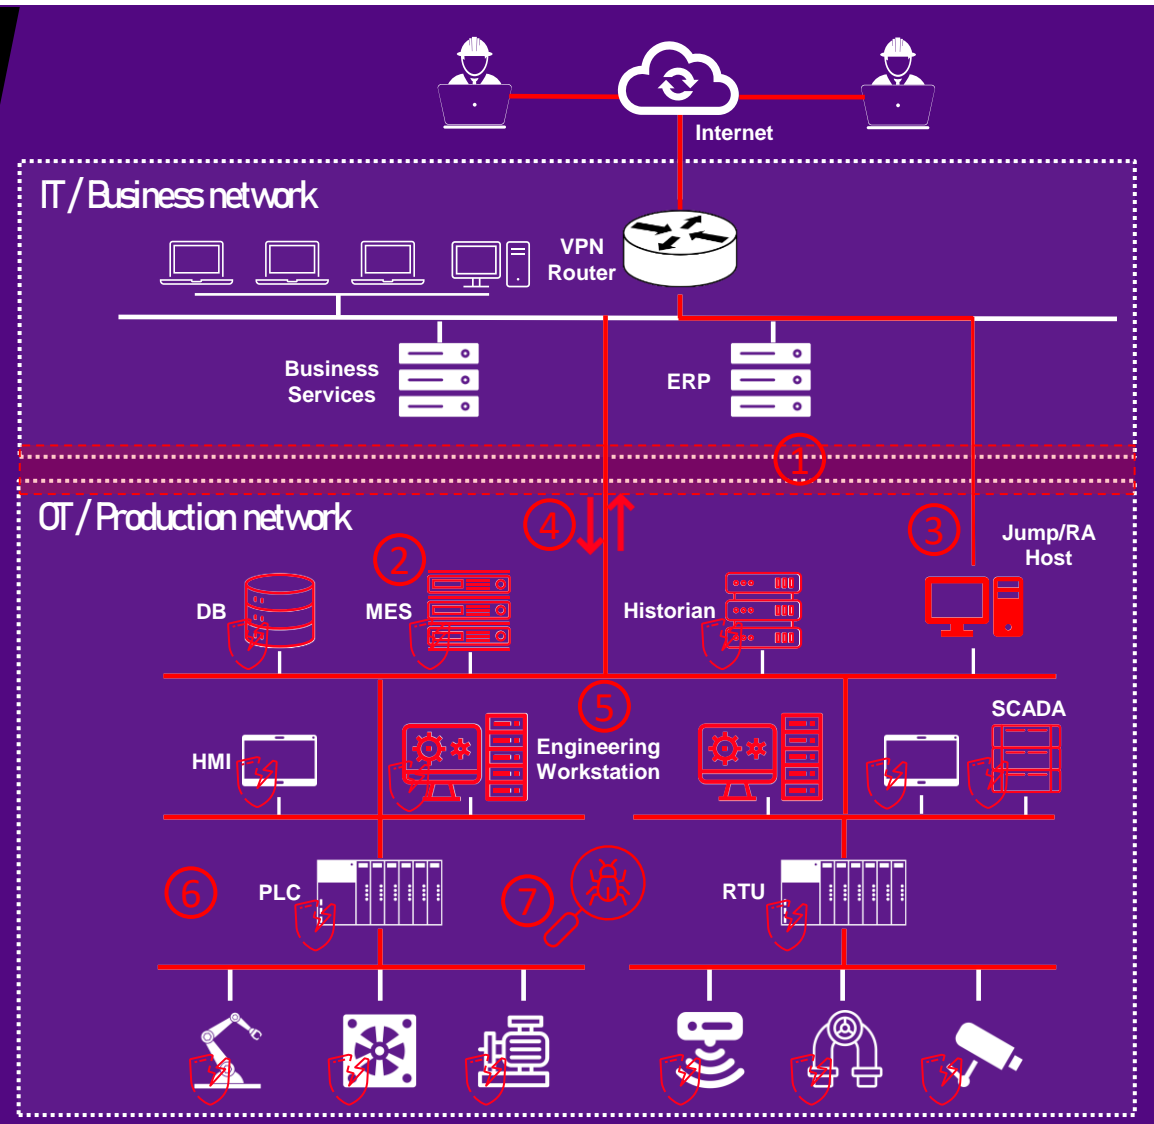 Internet
IT / Business network
VPN
Router
Business
Services
ERP
1
OT / Production network
4
3
Jump/RA
Host
2
DB
MES
Historian
5
SCADA
HMI
Engineering
Workstation
6
PLC
7
RTU